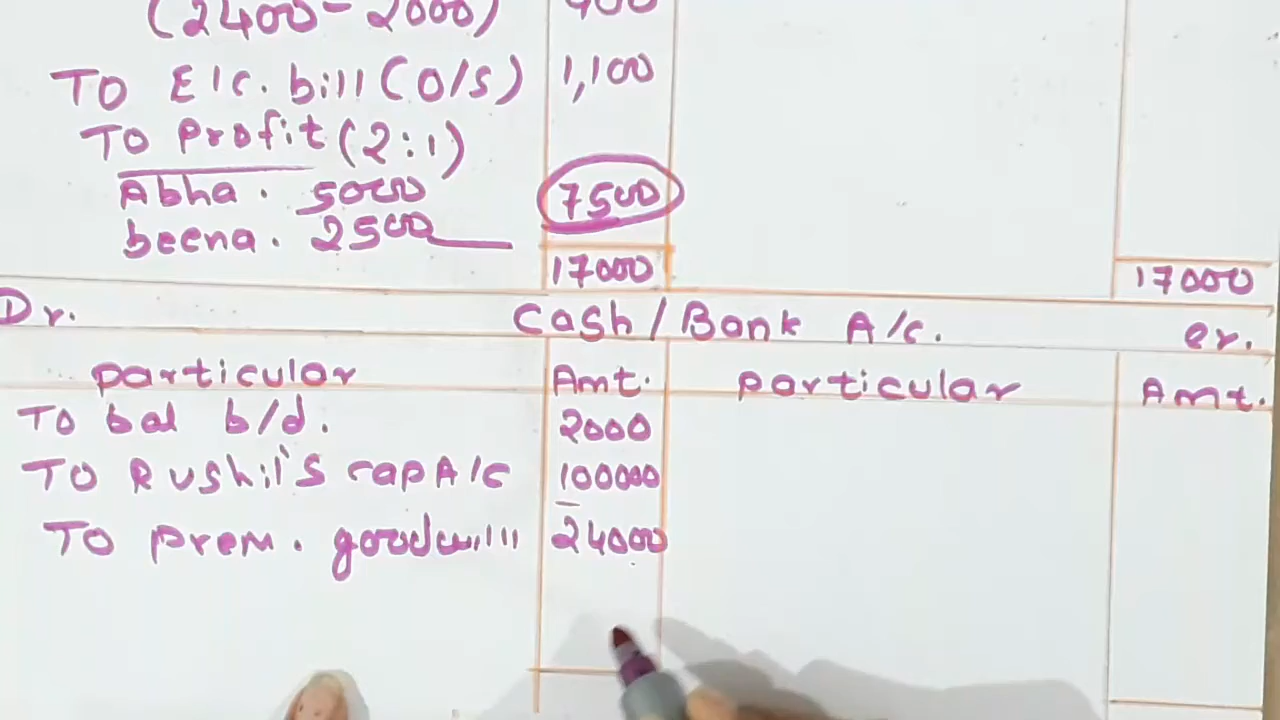 (2400-2000) 400
To Elc. bill (O/S) 1,100
To Profit (2:1)
Abha. 5000 7500
beena. 2500
17000 17000
Dr. Cash/Bank A/c. cr.
particular Amt. particular Amt.
To bal b/d. 2000
To Rushil's cap A/c 100000
To prem. goodwill 24000